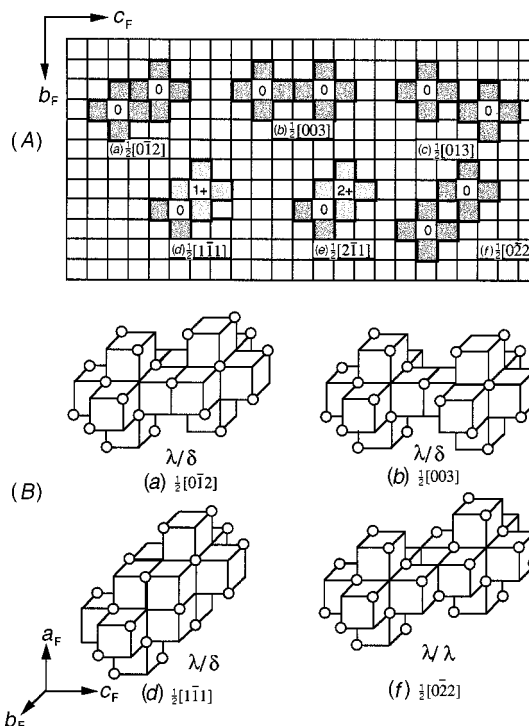 c_F
b_F
(A)
0 0 0 0 0 0
(a) ½[01̄2] (b) ½[003] (c) ½[013]
1+ 2+ 0
0 0 0
(d) ½[11̄1] (e) ½[21̄1] (f) ½[02̄2]
λ/δ λ/δ
(a) ½[01̄2] (b) ½[003]
(B)
λ/δ λ/λ
(d) ½[11̄1] (f) ½[02̄2]
a_F
c_F
b_F